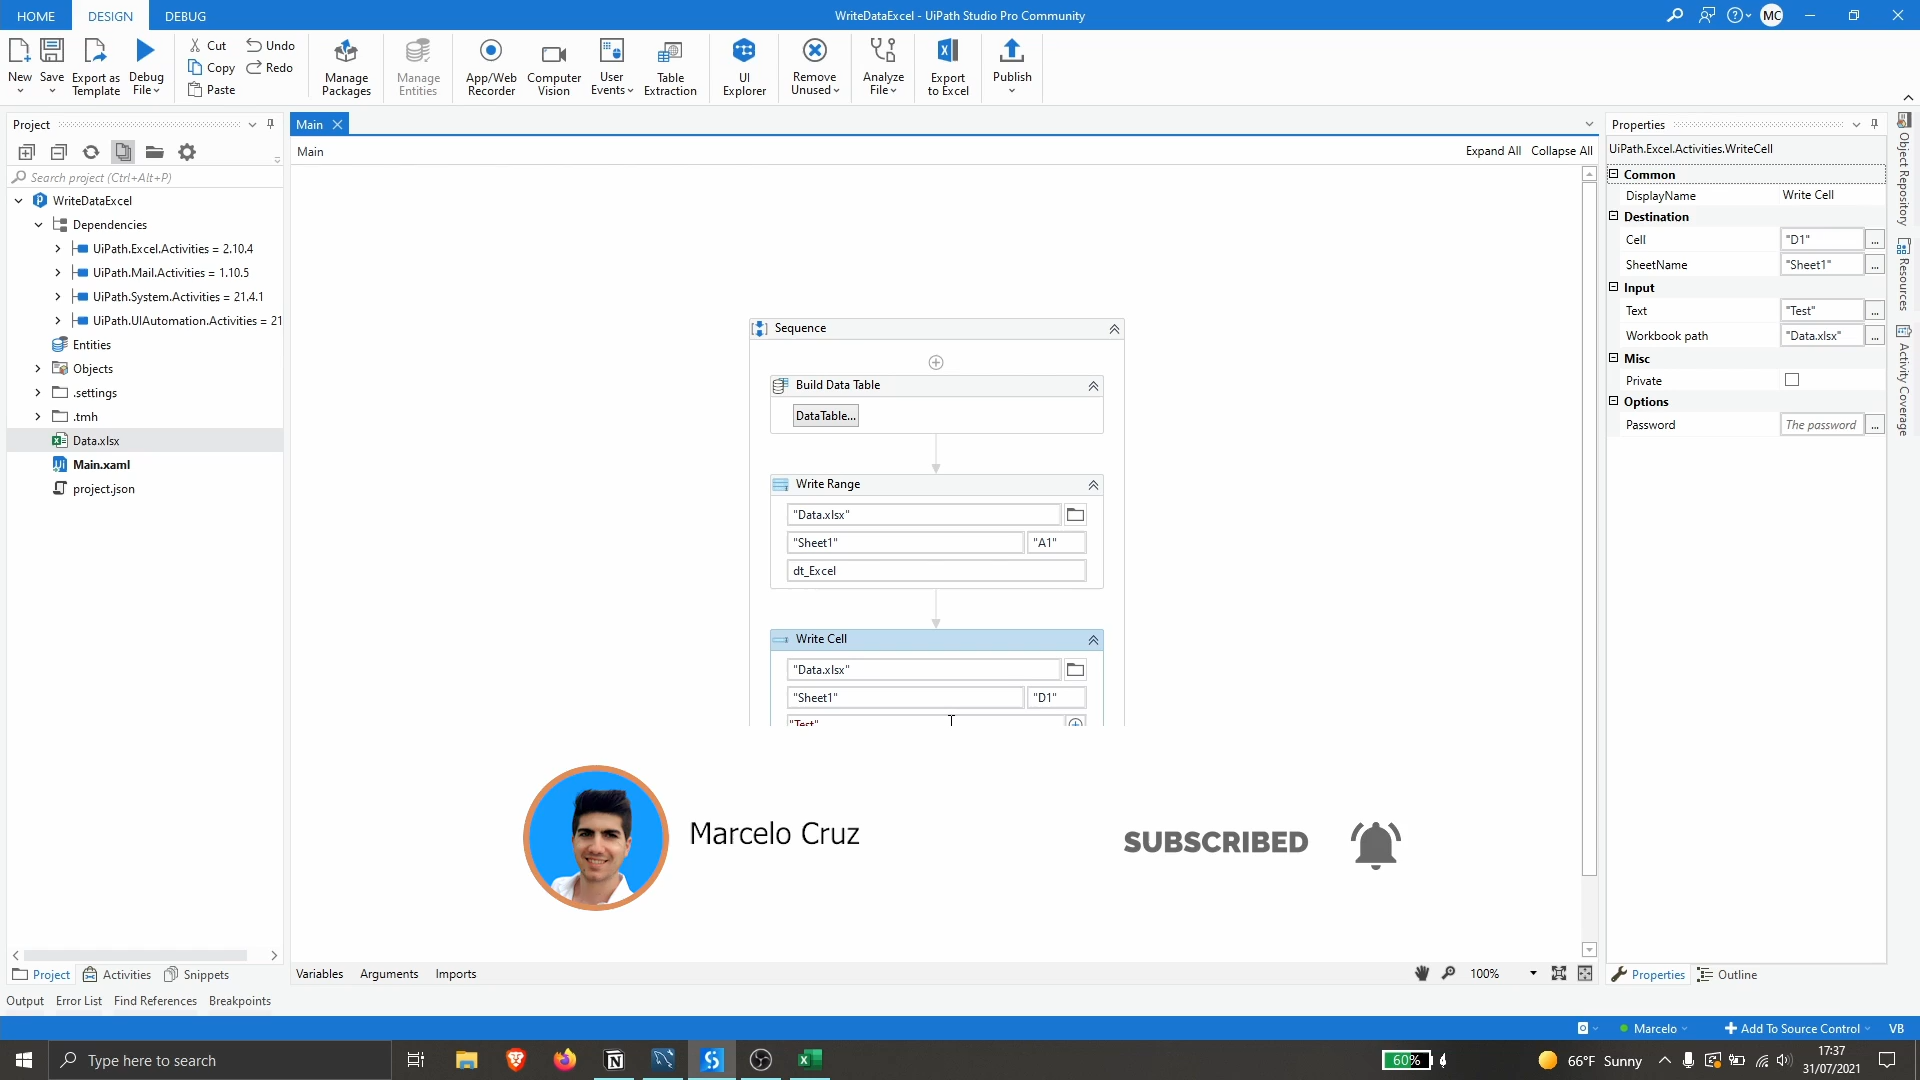 HOME
DESIGN
DEBUG
WriteDataExcel - UiPath Studio Pro Community
MC
New
Save
Export as Template
Debug File
Cut
Copy
Paste
Undo
Redo
Manage Packages
Manage Entities
App/Web Recorder
Computer Vision
User Events
Table Extraction
UI Explorer
Remove Unused
Analyze File
Export to Excel
Publish
Project
Search project (Ctrl+Alt+P)
WriteDataExcel
Dependencies
UiPath.Excel.Activities = 2.10.4
UiPath.Mail.Activities = 1.10.5
UiPath.System.Activities = 21.4.1
UiPath.UIAutomation.Activities = 21
Entities
Objects
.settings
.tmh
Data.xlsx
Main.xaml
project.json
Project
Activities
Snippets
Main
Main
Expand All
Collapse All
Sequence
Build Data Table
DataTable...
Write Range
"Data.xlsx"
"Sheet1"
"A1"
dt_Excel
Write Cell
"Data.xlsx"
"Sheet1"
"D1"
"Test"
Marcelo Cruz
SUBSCRIBED
Variables
Arguments
Imports
100%
Properties
UiPath.Excel.Activities.WriteCell
Common
DisplayName
Write Cell
Destination
Cell
"D1"
...
SheetName
"Sheet1"
...
Input
Text
"Test"
...
Workbook path
"Data.xlsx"
...
Misc
Private
Options
Password
The password
...
Properties
Outline
Object Repository
Resources
Activity Coverage
Output
Error List
Find References
Breakpoints
Marcelo
Add To Source Control
VB
Type here to search
60%
66°F Sunny
17:37
31/07/2021